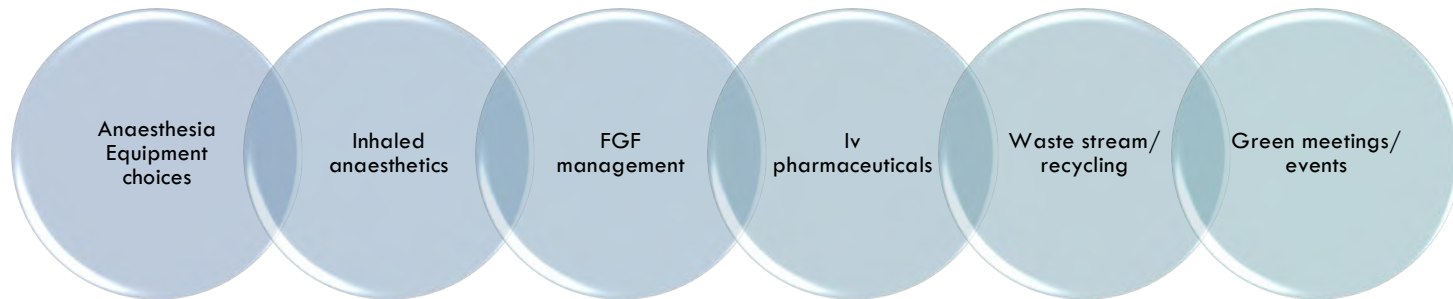 Anaesthesia
Equipment
choices
Inhaled
anaesthetics
FGF
management
Iv
pharmaceuticals
Waste stream/
recycling
Green meetings/
events